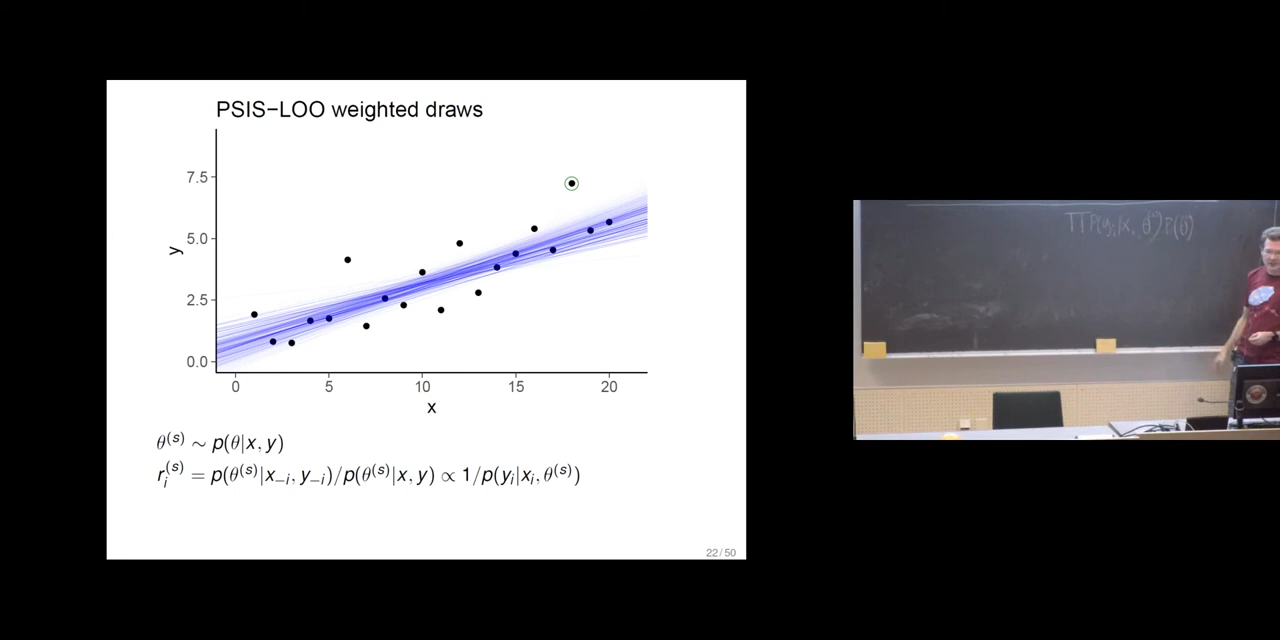 PSIS−LOO weighted draws
7.5
5.0
2.5
0.0
y
0 5 10 15 20
x
θ^(s) ∼ p(θ|x, y)
r_i^(s) = p(θ^(s)|x_{−i}, y_{−i})/p(θ^(s)|x, y) ∝ 1/p(y_i|x_i, θ^(s))
22 / 50